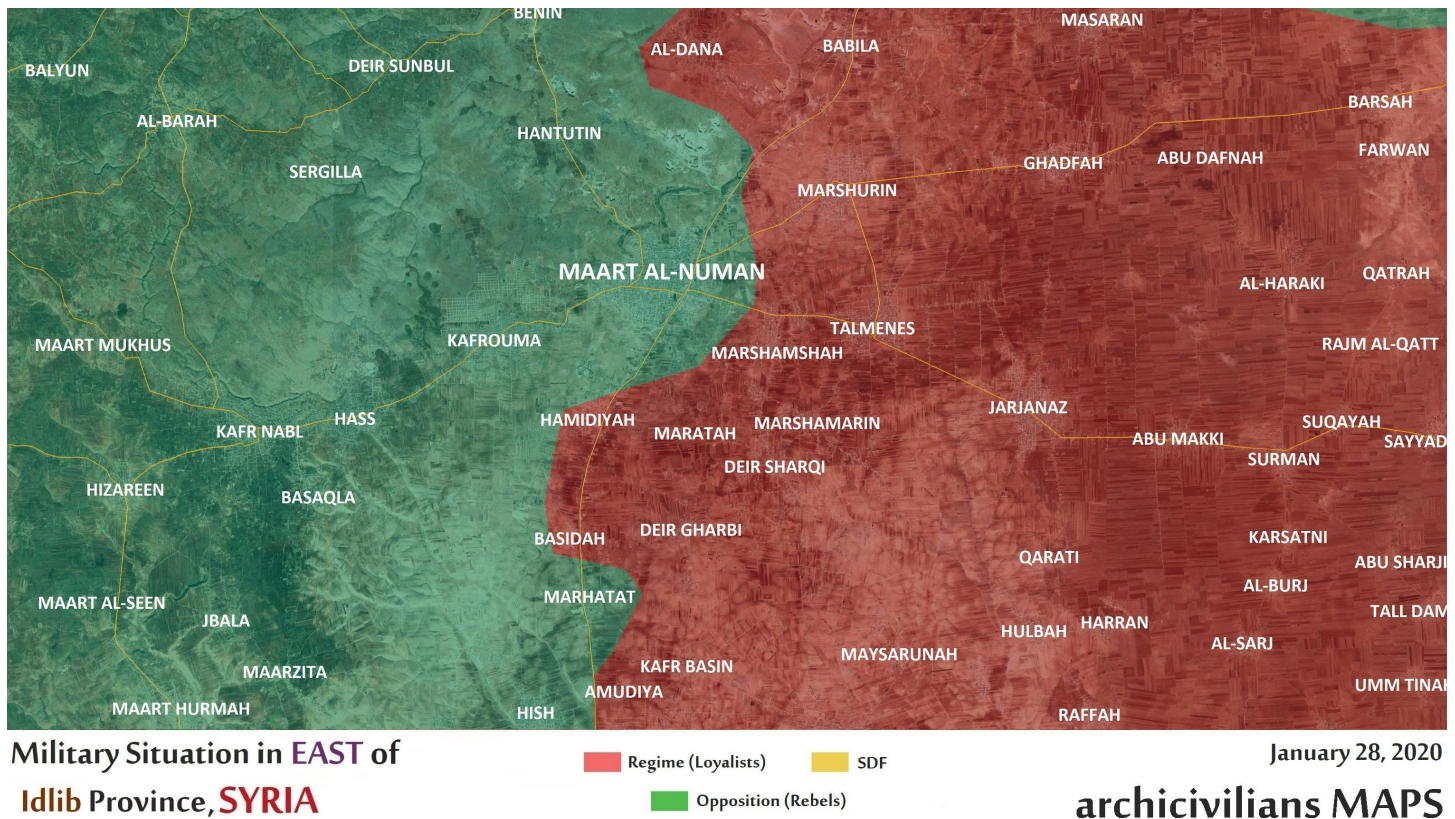 BENIN
MASARAN
AL-DANA
BABILA
BALYUN
DEIR SUNBUL
BARSAH
AL-BARAH
HANTUTIN
FARWAN
GHADFAH
ABU DAFNAH
SERGILLA
MARSHURIN
MAART AL-NUMAN
QATRAH
AL-HARAKI
TALMENES
KAFROUMA
MAART MUKHUS
RAJM AL-QATT
MARSHAMSHAH
JARJANAZ
HASS
HAMIDIYAH
SUQAYAH
MARSHAMARIN
KAFR NABL
MARATAH
ABU MAKKI
SAYYAD
SURMAN
DEIR SHARQI
HIZAREEN
BASAQLA
DEIR GHARBI
BASIDAH
KARSATNI
QARATI
ABU SHARJI
AL-BURJ
MARHATAT
MAART AL-SEEN
TALL DAM
JBALA
HARRAN
HULBAH
AL-SARJ
MAYSARUNAH
KAFR BASIN
MAARZITA
UMM TINAH
AMUDIYA
MAART HURMAH
HISH
RAFFAH
Military Situation in EAST of
Idlib Province, SYRIA
Regime (Loyalists)
SDF
Opposition (Rebels)
January 28, 2020
archicivilians MAPS